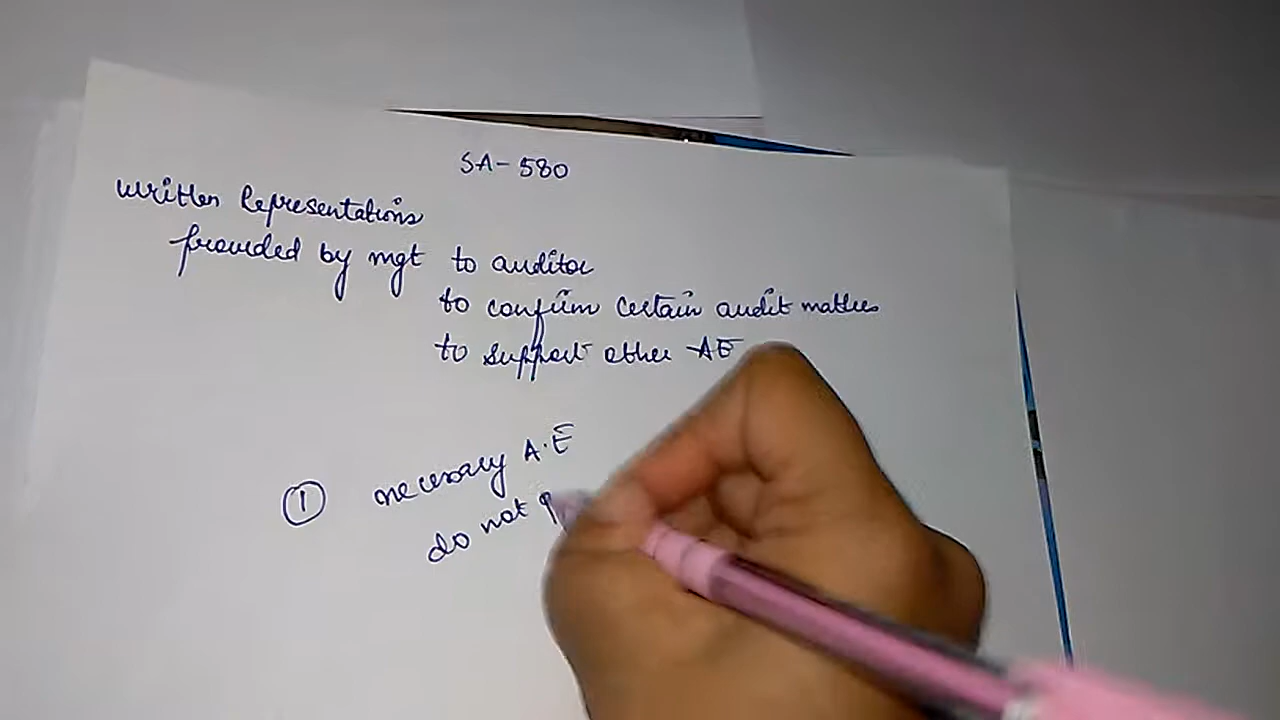 SA-580
Written Representations
provided by mgt to auditor
to confirm certain audit matters
to support other AE
① necessary A.E
do not